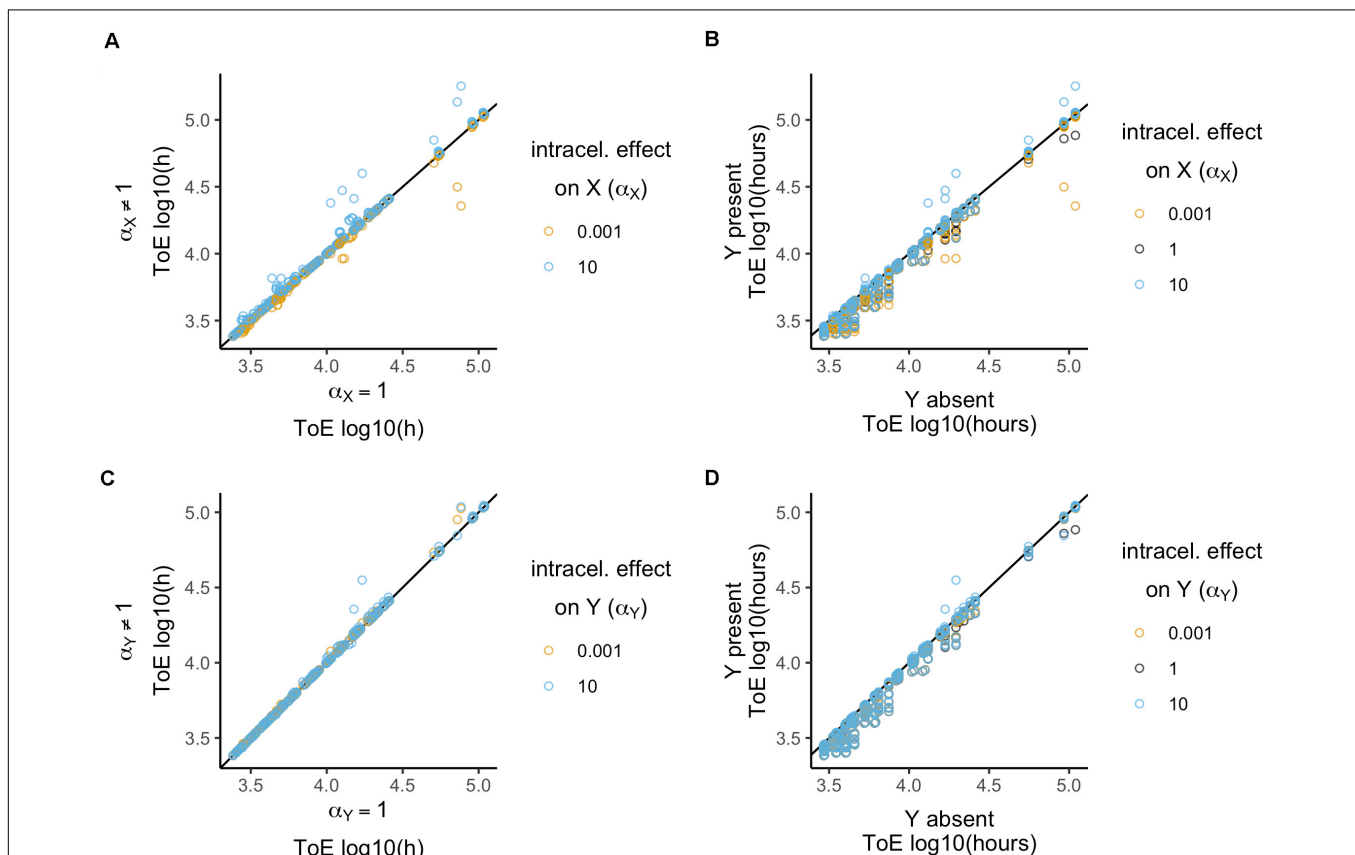 A
αX ≠ 1
ToE log10(h)
5.0
4.5
4.0
3.5
3.5 4.0 4.5 5.0
αX = 1
ToE log10(h)
intracel. effect
on X (αX)
0.001
10
B
Y present
ToE log10(hours)
5.0
4.5
4.0
3.5
3.5 4.0 4.5 5.0
Y absent
ToE log10(hours)
intracel. effect
on X (αX)
0.001
1
10
C
αY ≠ 1
ToE log10(h)
5.0
4.5
4.0
3.5
3.5 4.0 4.5 5.0
αY = 1
ToE log10(h)
intracel. effect
on Y (αY)
0.001
10
D
Y present
ToE log10(hours)
5.0
4.5
4.0
3.5
3.5 4.0 4.5 5.0
Y absent
ToE log10(hours)
intracel. effect
on Y (αY)
0.001
1
10